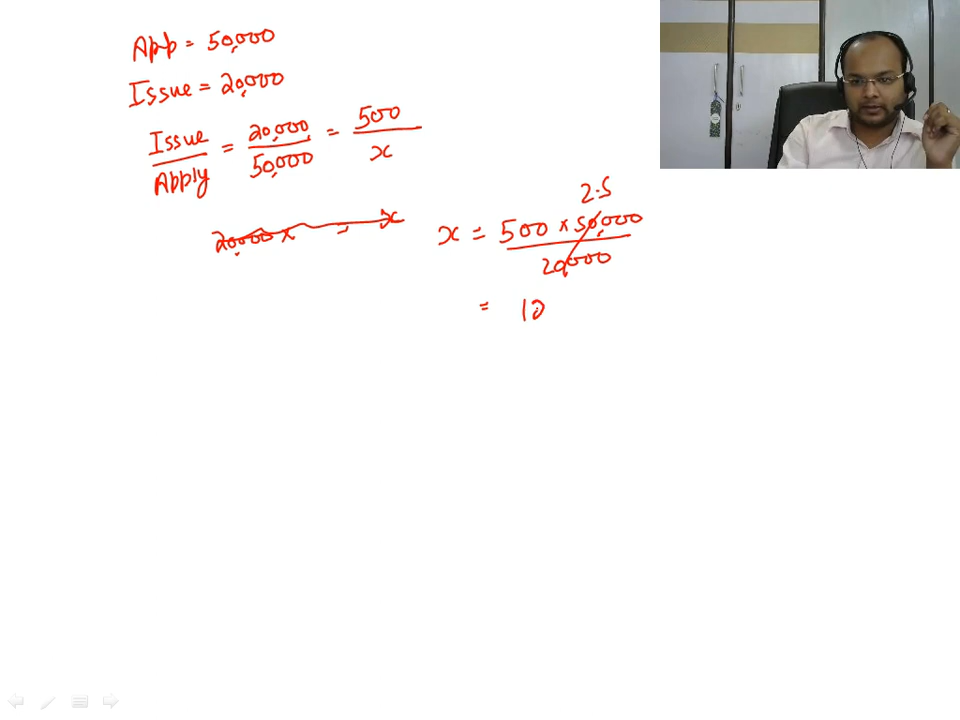 App = 50,000
Issue = 20,000
Issue/Apply = 20,000/50,000 = 500/x
20,000 x = x
2.5
x = 500 × 50,000/20,000
= 10